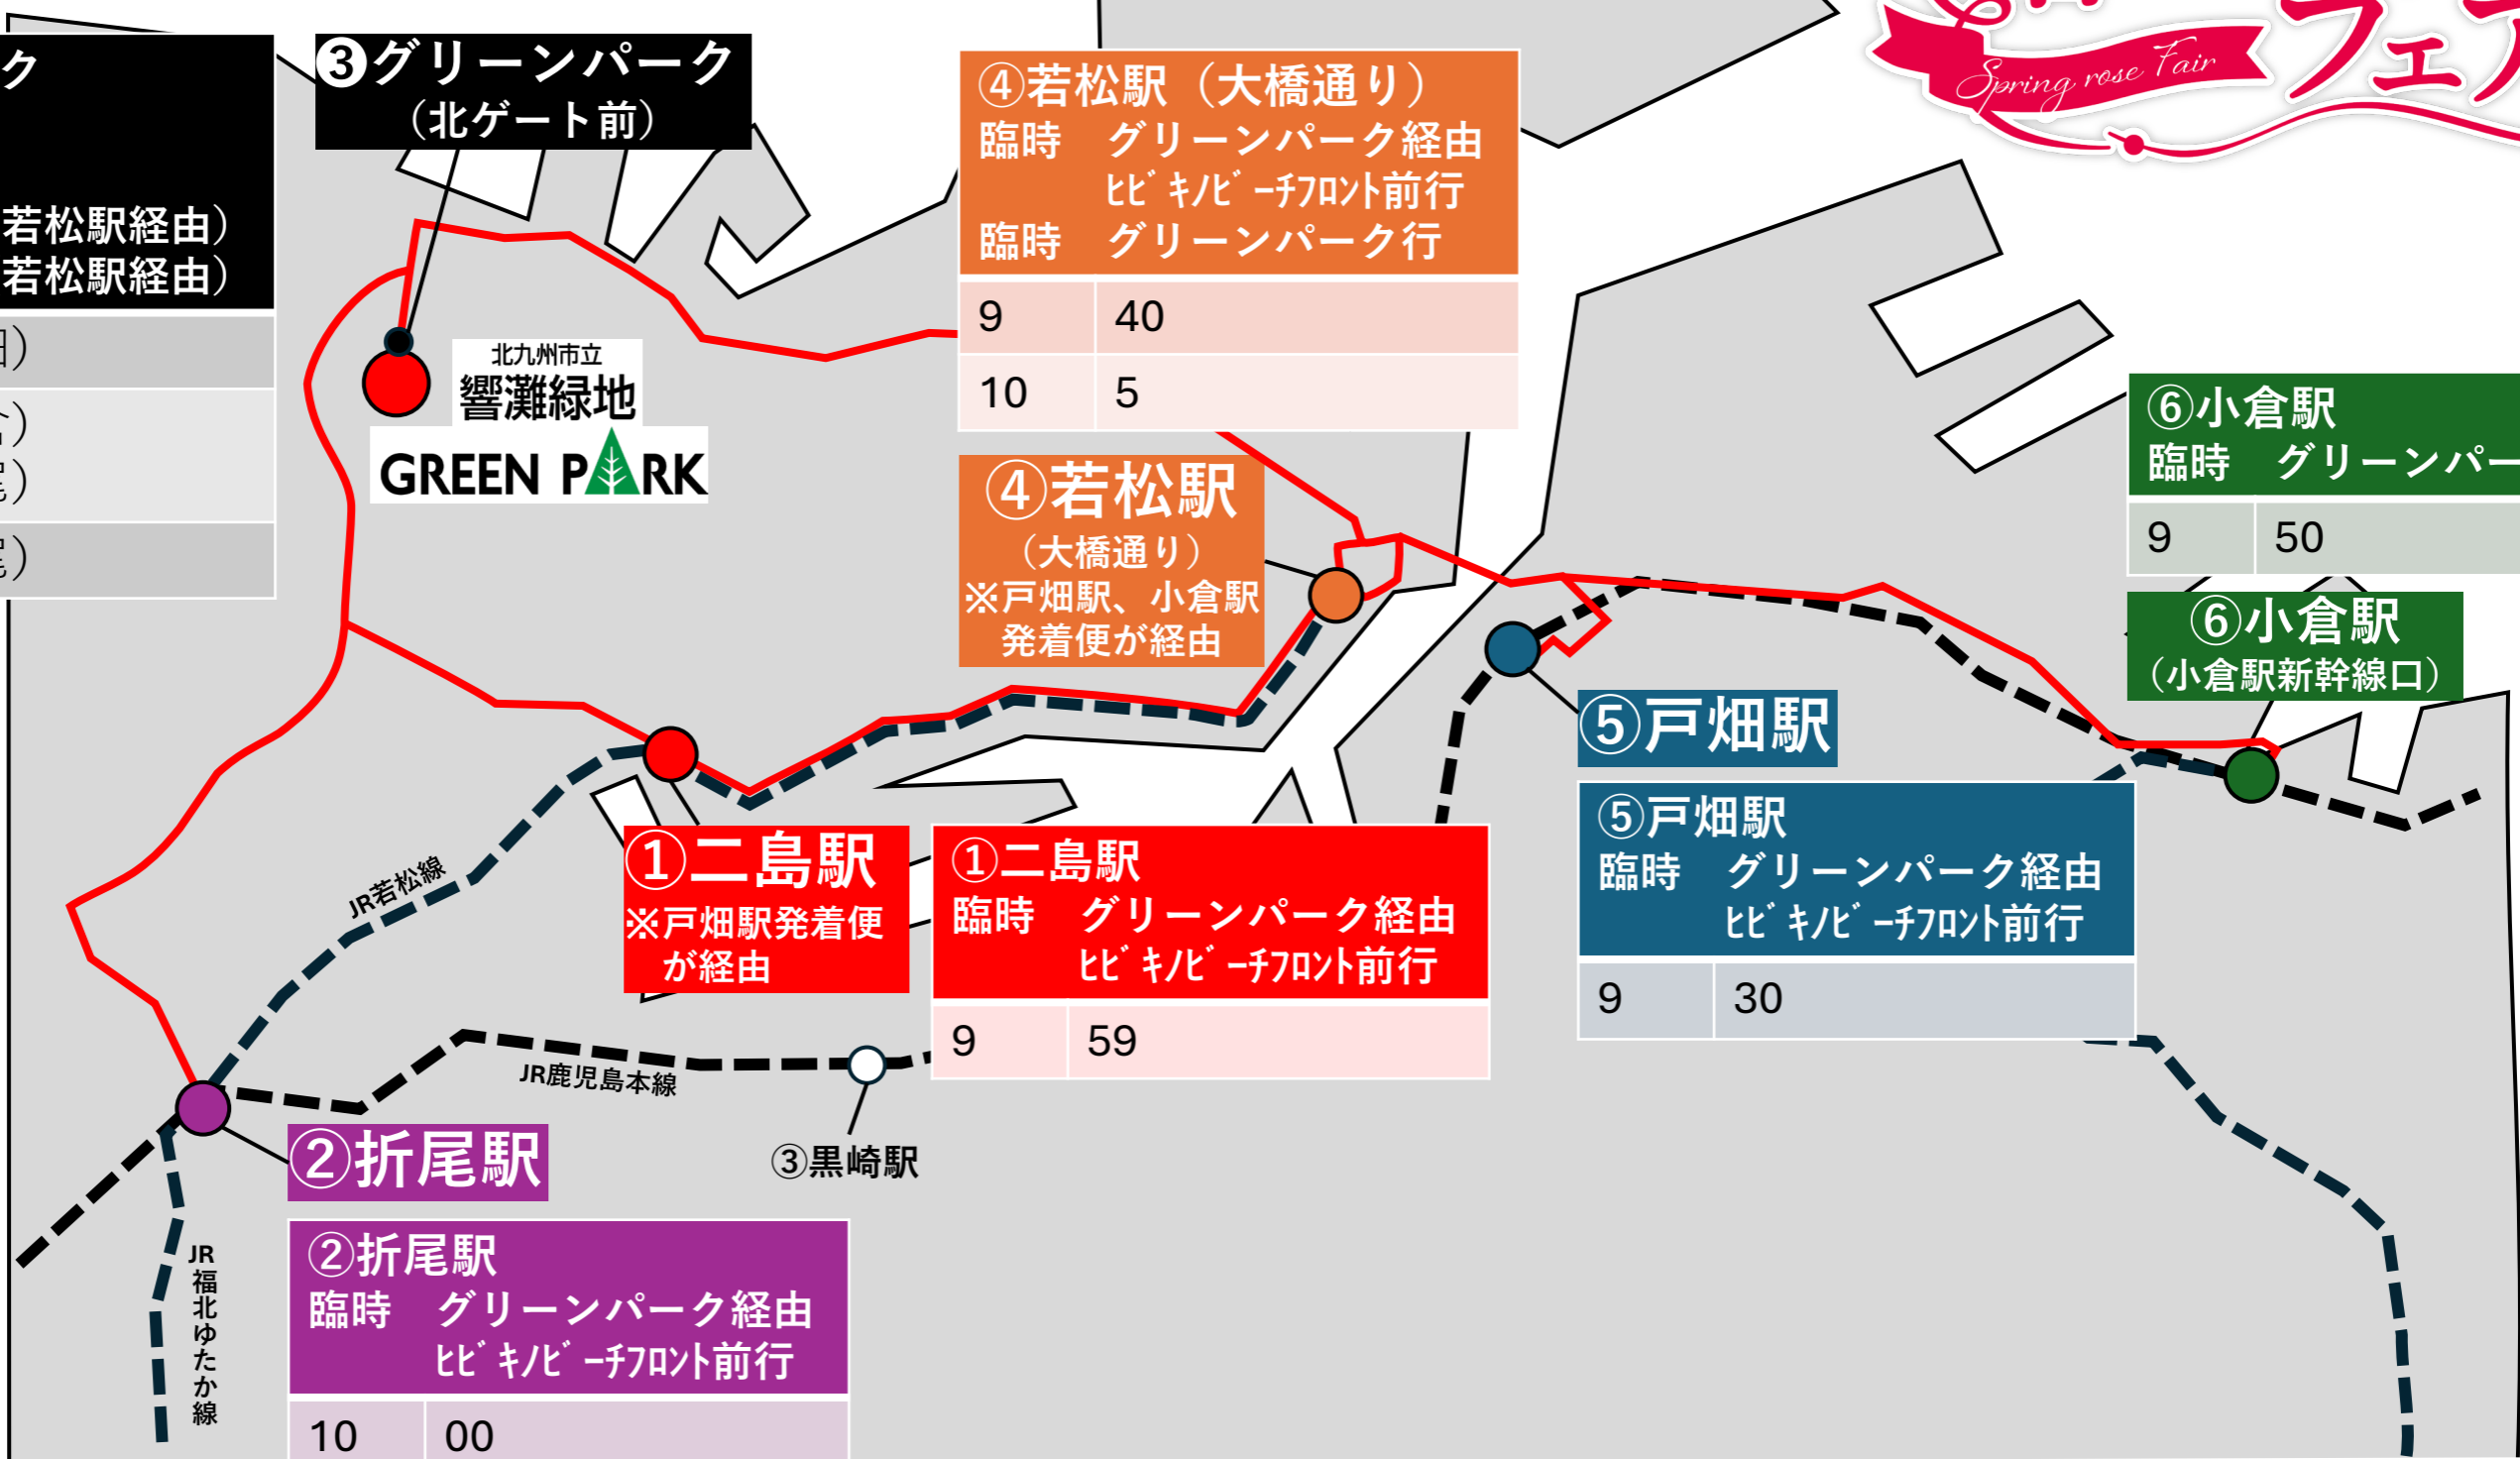 ク
若松駅経由）
若松駅経由）
❸グリーンパーク
（北ゲート前）
北九州市立
響灘緑地
GREEN PARK
④若松駅（大橋通り）
臨時　グリーンパーク経由
ﾋﾋﾞｷﾉﾋﾞｰﾁﾌﾛﾝﾄ前行
臨時　グリーンパーク行
9　40
10　5
④若松駅
（大橋通り）
※戸畑駅、小倉駅
発着便が経由
Spring rose Fair
フェア
⑥小倉駅
臨時　グリーンパー
9　50
⑥小倉駅
（小倉駅新幹線口）
⑤戸畑駅
⑤戸畑駅
臨時　グリーンパーク経由
ﾋﾋﾞｷﾉﾋﾞｰﾁﾌﾛﾝﾄ前行
9　30
①二島駅
※戸畑駅発着便
が経由
①二島駅
臨時　グリーンパーク経由
ﾋﾋﾞｷﾉﾋﾞｰﾁﾌﾛﾝﾄ前行
9　59
JR若松線
JR鹿児島本線
③黒崎駅
②折尾駅
②折尾駅
臨時　グリーンパーク経由
ﾋﾋﾞｷﾉﾋﾞｰﾁﾌﾛﾝﾄ前行
10　00
JR福北ゆたか線